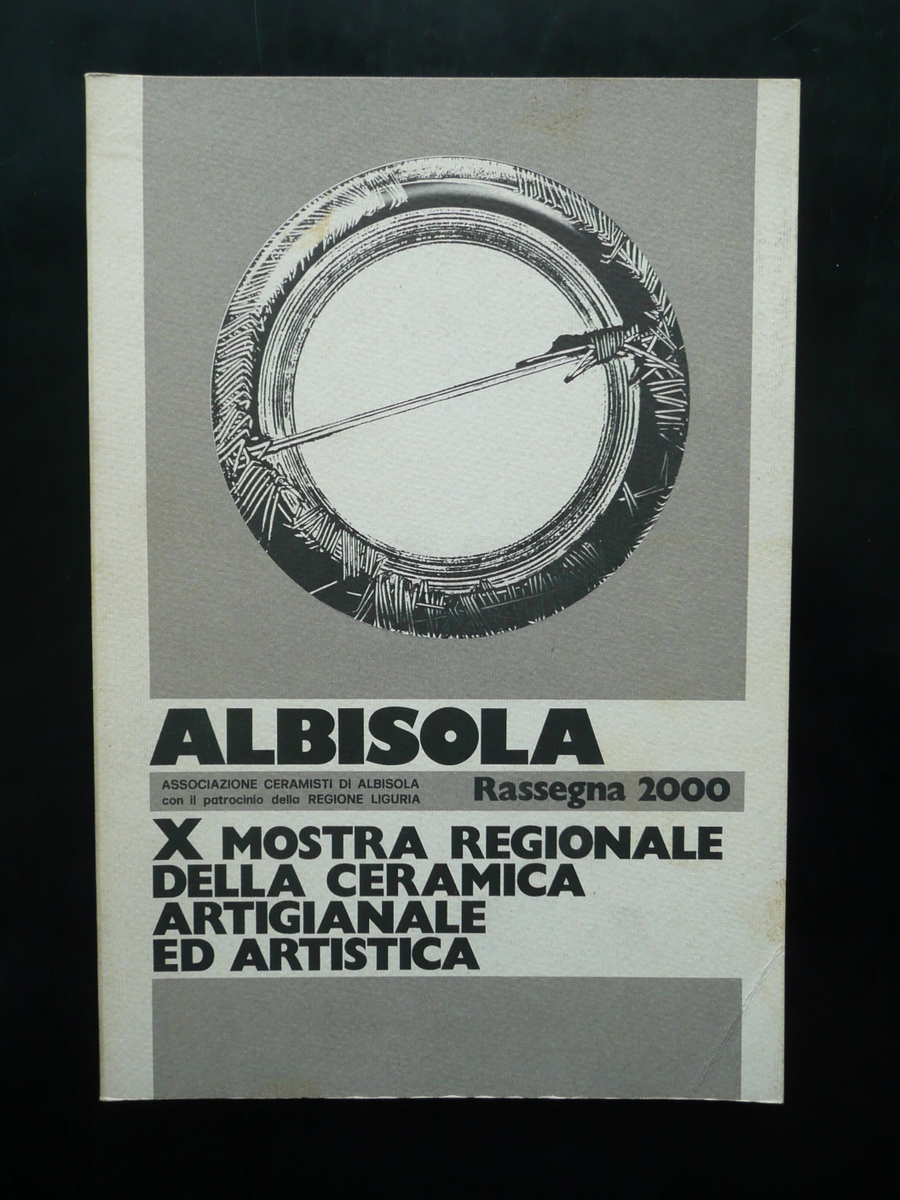 ALBISOLA
ASSOCIAZIONE CERAMISTI DI ALBISOLA
con il patrocinio della REGIONE LIGURIA
Rassegna 2000
X MOSTRA REGIONALE
DELLA CERAMICA
ARTIGIANALE
ED ARTISTICA